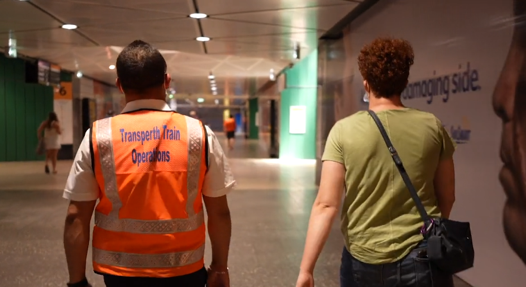 Transperth Train
Operations
damaging side.